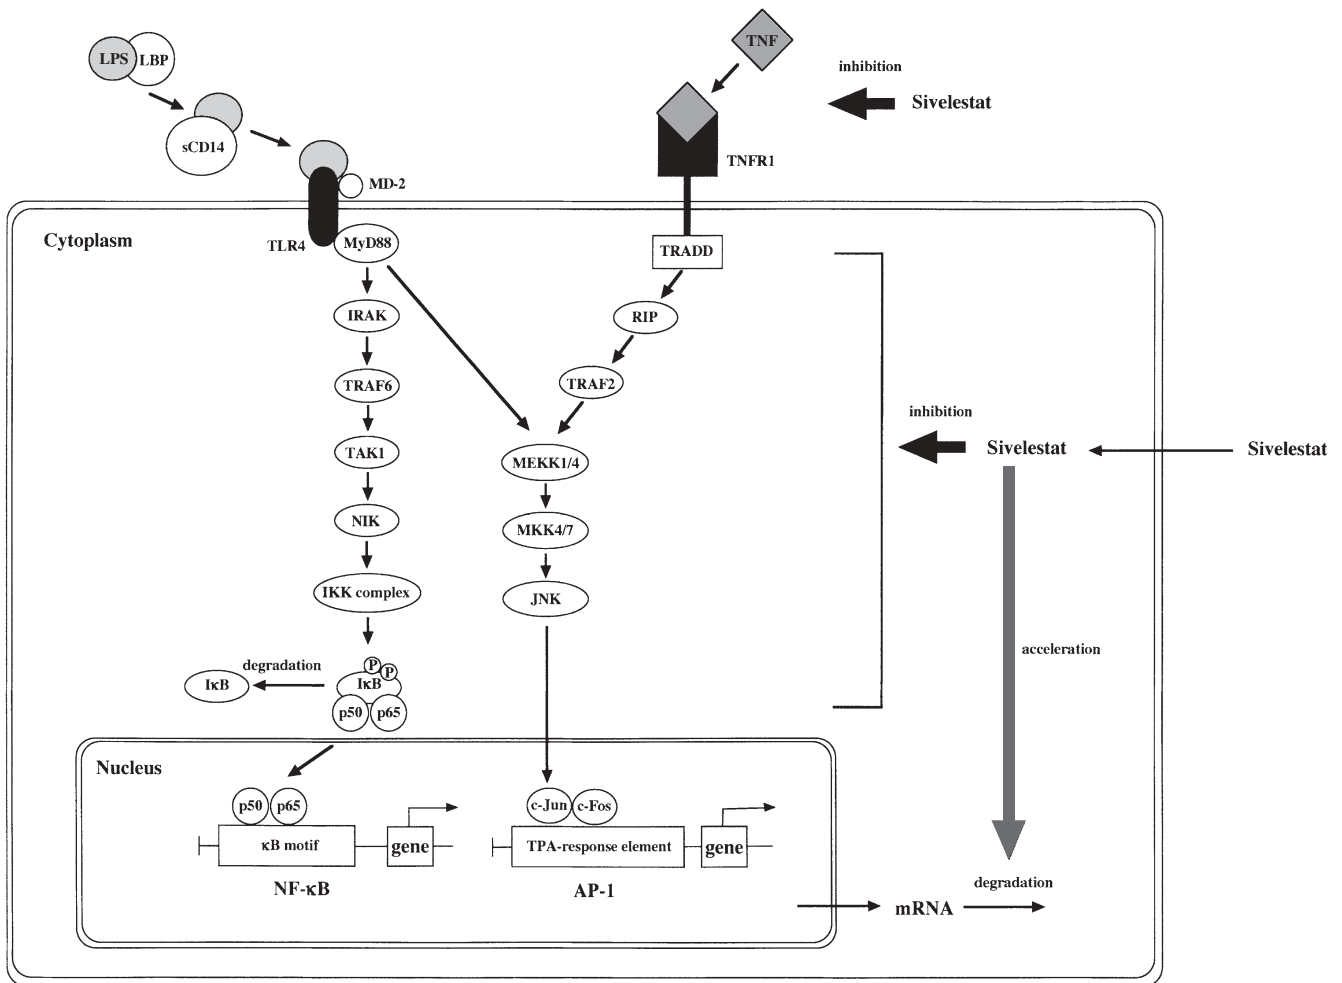 TNF
LPS
LBP
inhibition
Sivelestat
sCD14
TNFR1
MD-2
Cytoplasm
TLR4
MyD88
TRADD
IRAK
RIP
TRAF6
TRAF2
inhibition
TAK1
MEKK1/4
Sivelestat
Sivelestat
NIK
MKK4/7
IKK complex
JNK
acceleration
degradation
P
P
IκB
IκB
p50
p65
Nucleus
p50
p65
c-Jun
c-Fos
κB motif
gene
TPA-response element
gene
NF-κB
AP-1
degradation
mRNA